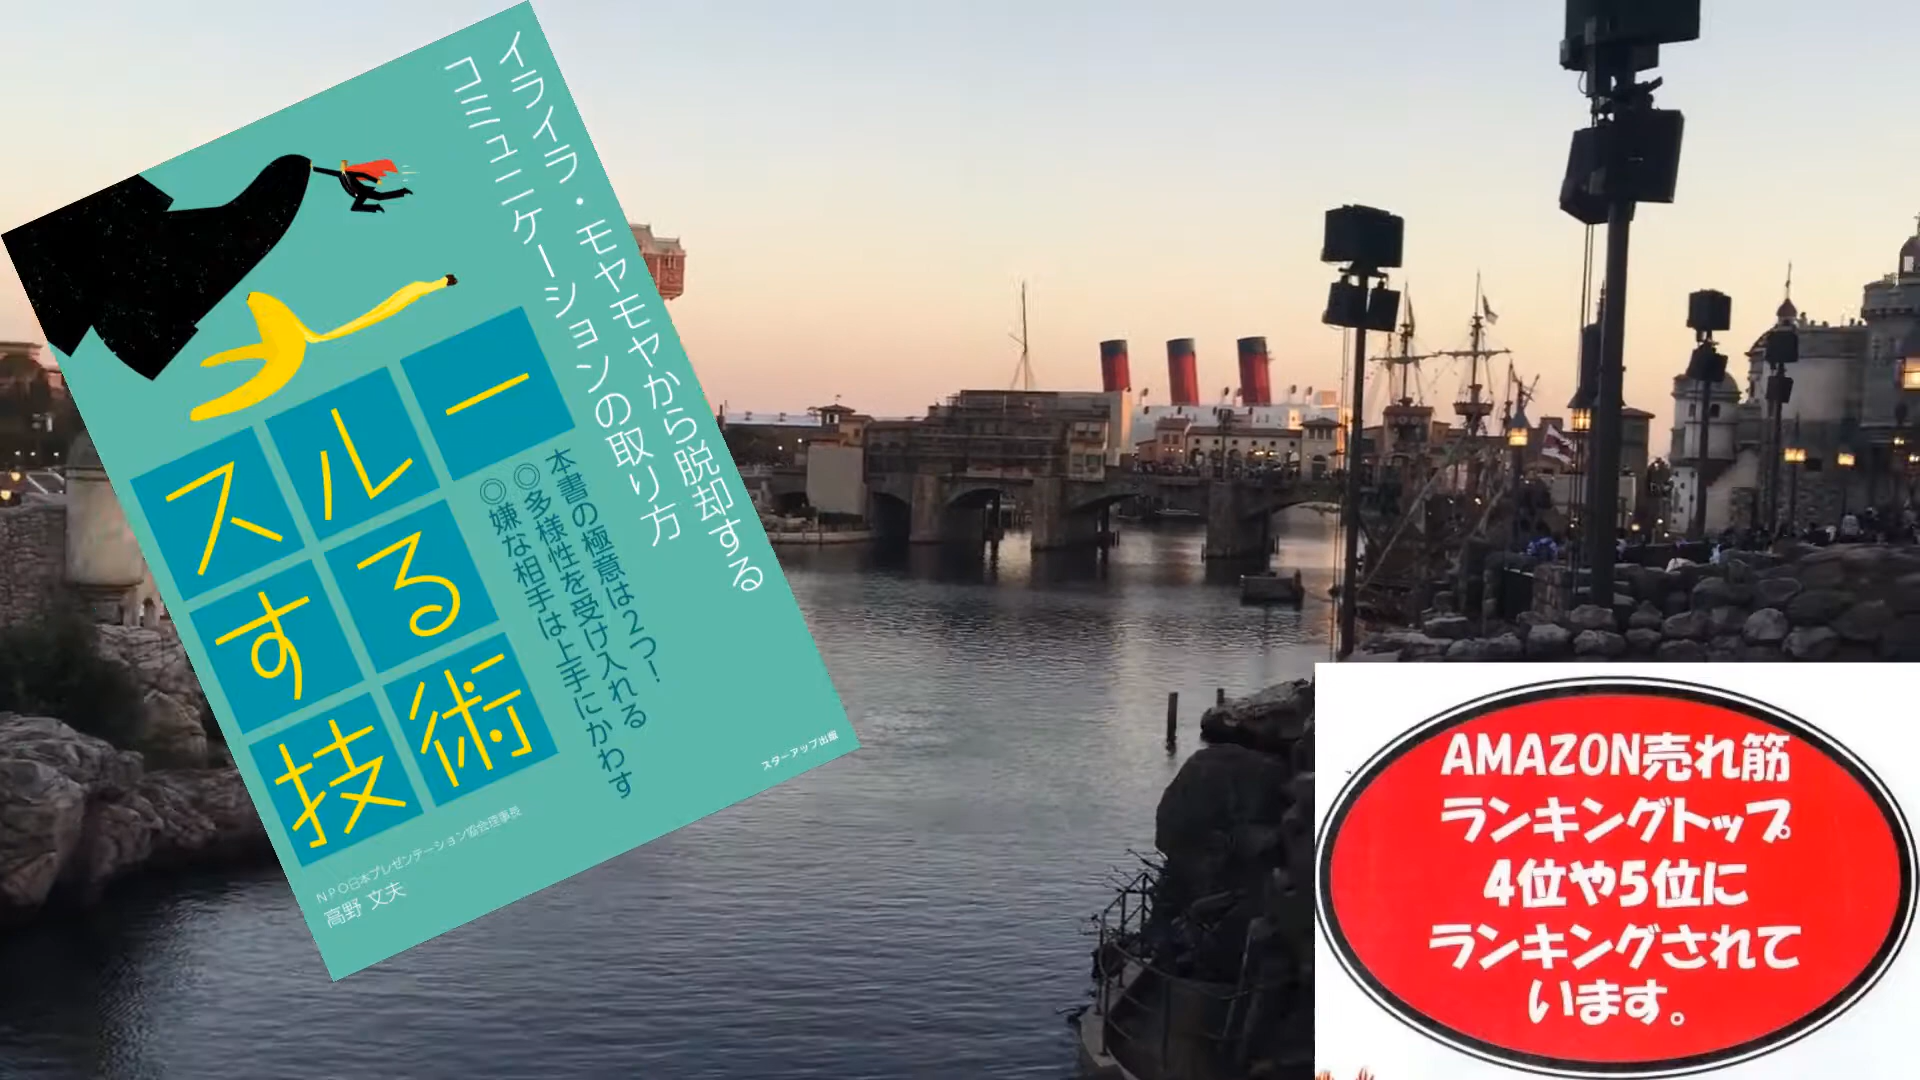 イライラ・モヤモヤから脱却する
コミュニケーションの取り方
スルー
する
技術
本書の極意は2つ!
◎多様性を受け入れる
◎嫌な相手は上手にかわす
NPO日本プレゼンテーション協会理事長
高野 文夫
スターアップ出版
AMAZON売れ筋
ランキングトップ
4位や5位に
ランキングされて
います。